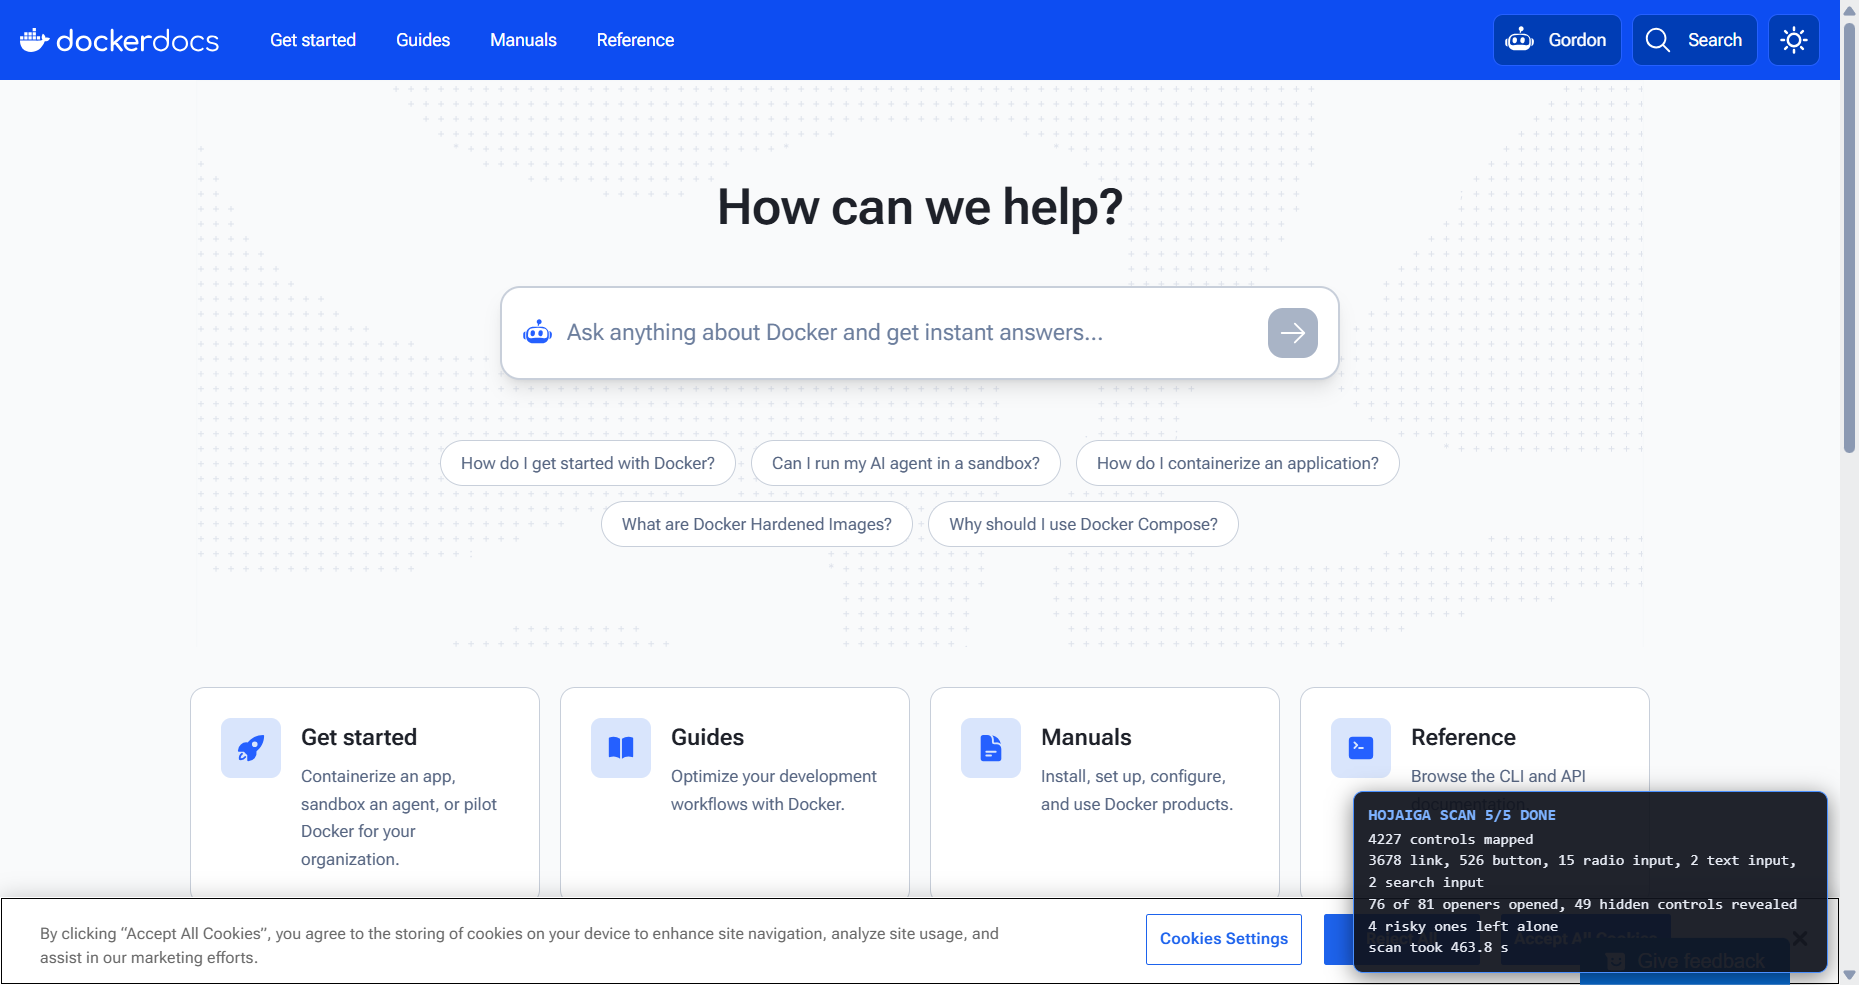 dockerdocs
Get started
Guides
Manuals
Reference
Gordon
Search
How can we help?
Ask anything about Docker and get instant answers...
How do I get started with Docker?
Can I run my AI agent in a sandbox?
How do I containerize an application?
What are Docker Hardened Images?
Why should I use Docker Compose?
Get started
Containerize an app,
sandbox an agent, or pilot
Docker for your
organization.
Guides
Optimize your development
workflows with Docker.
Manuals
Install, set up, configure,
and use Docker products.
Reference
Browse the CLI and API
documentation.
HOJAIGA SCAN 5/5 DONE
4227 controls mapped
3678 link, 526 button, 15 radio input, 2 text input,
2 search input
76 of 81 openers opened, 49 hidden controls revealed
4 risky ones left alone
scan took 463.8 s
By clicking “Accept All Cookies”, you agree to the storing of cookies on your device to enhance site navigation, analyze site usage, and
assist in our marketing efforts.
Cookies Settings
Accept All Cookies
Give feedback